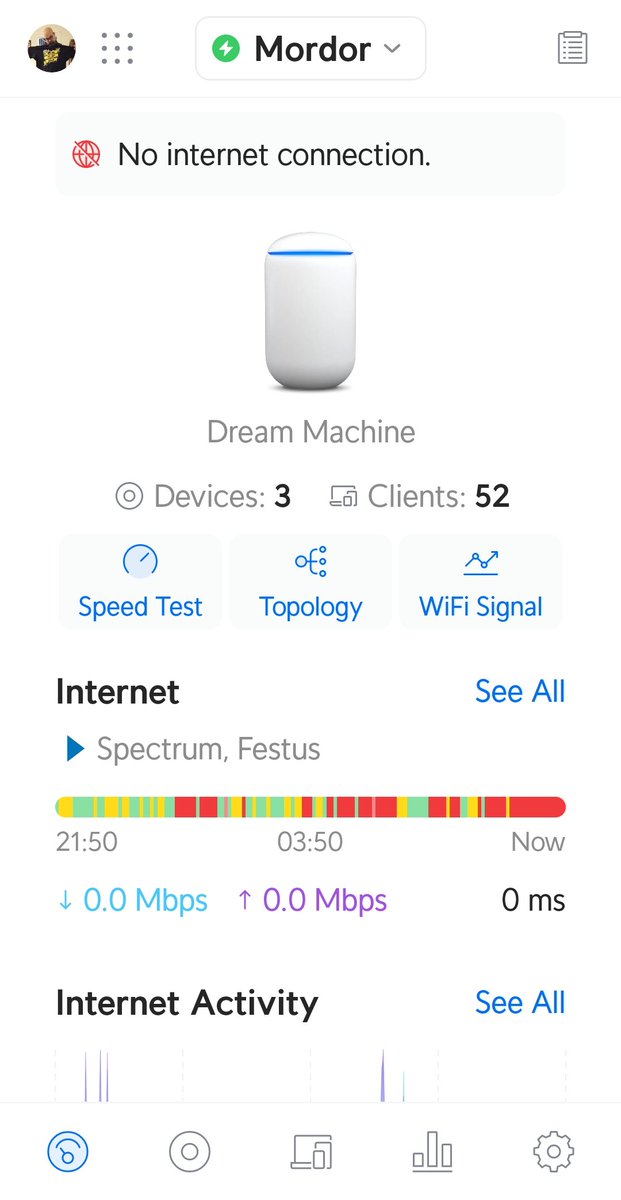 Mordor
No internet connection.
Dream Machine
Devices: 3 Clients: 52
Speed Test Topology WiFi Signal
Internet See All
Spectrum, Festus
21:50 03:50 Now
↓ 0.0 Mbps ↑ 0.0 Mbps 0 ms
Internet Activity See All